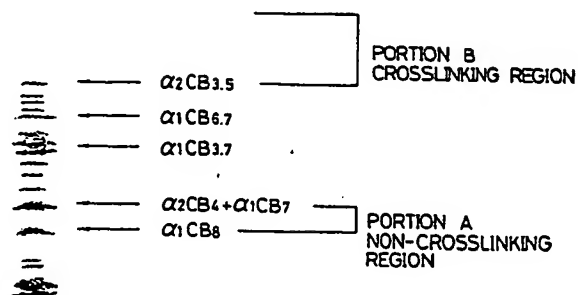 PORTION B
CROSSLINKING REGION
α2CB3.5
α1CB6.7
α1CB3.7
α2CB4+α1CB7
α1CB8
PORTION A
NON-CROSSLINKING
REGION